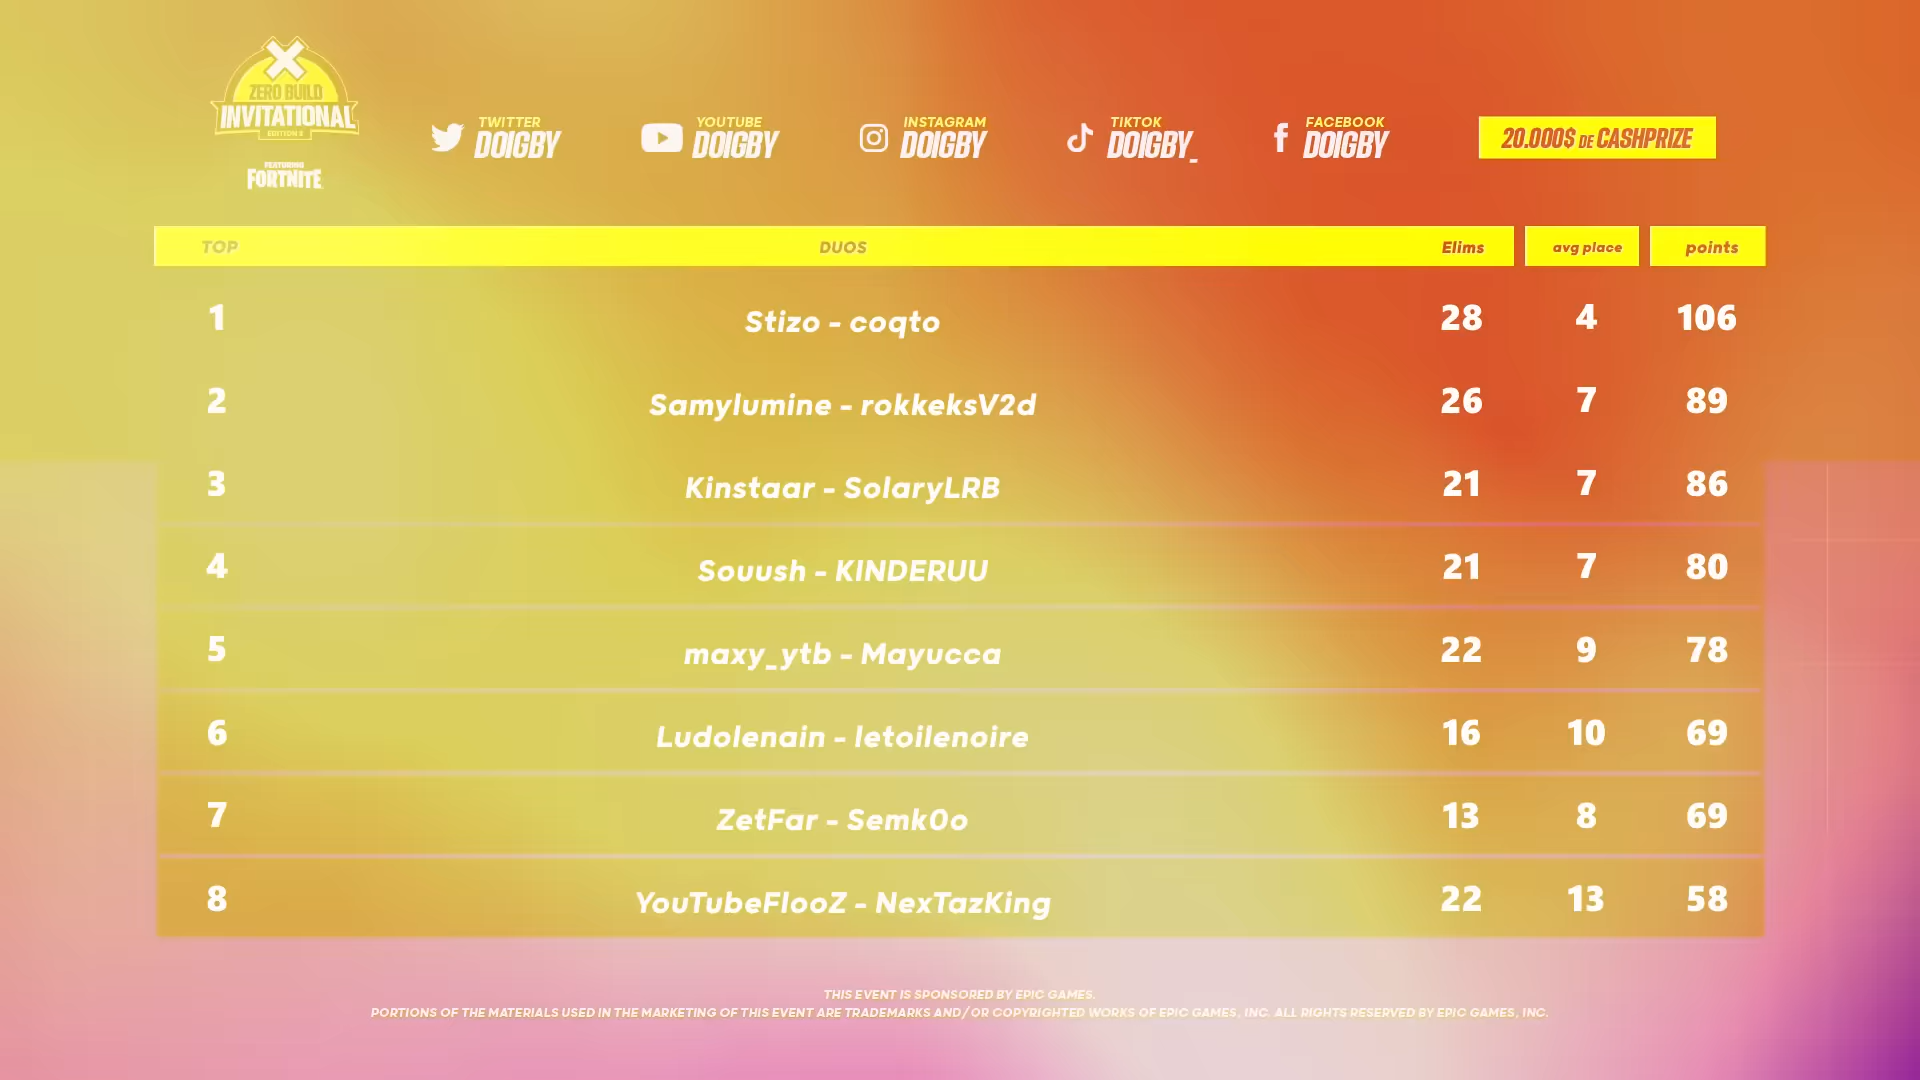 ZERO BUILD
INVITATIONAL
EDITION 2
FEATURING
FORTNITE
TWITTER
DOIGBY
YOUTUBE
DOIGBY
INSTAGRAM
DOIGBY
TIKTOK
DOIGBY_
FACEBOOK
DOIGBY
20.000$ DE CASHPRIZE
TOP DUOS Elims avg place points
1 Stizo - coqto 28 4 106
2 Samylumine - rokkeksV2d 26 7 89
3 Kinstaar - SolaryLRB 21 7 86
4 Souush - KINDERUU 21 7 80
5 maxy_ytb - Mayucca 22 9 78
6 Ludolenain - letoilenoire 16 10 69
7 ZetFar - Semk0o 13 8 69
8 YouTubeFlooZ - NexTazKing 22 13 58
THIS EVENT IS SPONSORED BY EPIC GAMES.
PORTIONS OF THE MATERIALS USED IN THE MARKETING OF THIS EVENT ARE TRADEMARKS AND/OR COPYRIGHTED WORKS OF EPIC GAMES, INC. ALL RIGHTS RESERVED BY EPIC GAMES, INC.